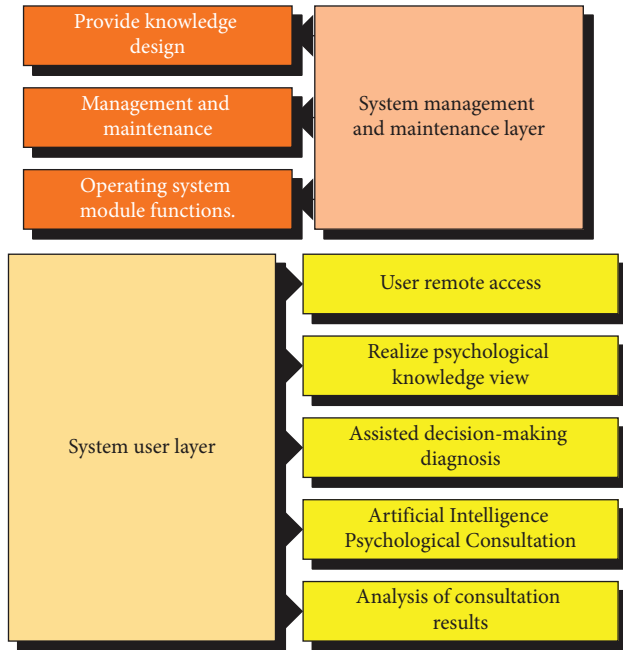 Provide knowledge
design
Management and
maintenance
Operating system
module functions.
System management
and maintenance layer
System user layer
User remote access
Realize psychological
knowledge view
Assisted decision-making
diagnosis
Artificial Intelligence
Psychological Consultation
Analysis of consultation
results